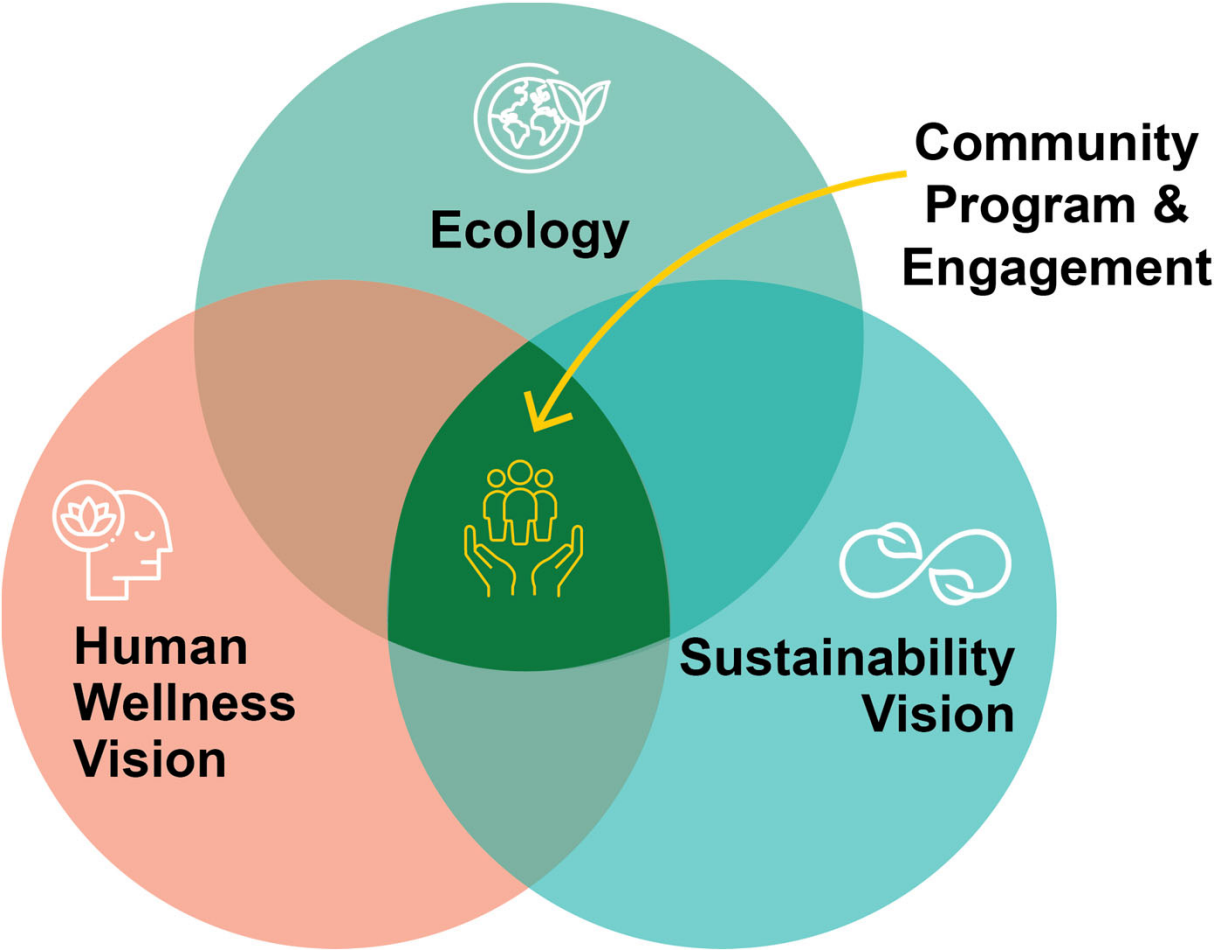 Ecology
Community
Program &
Engagement
Human
Wellness
Vision
Sustainability
Vision